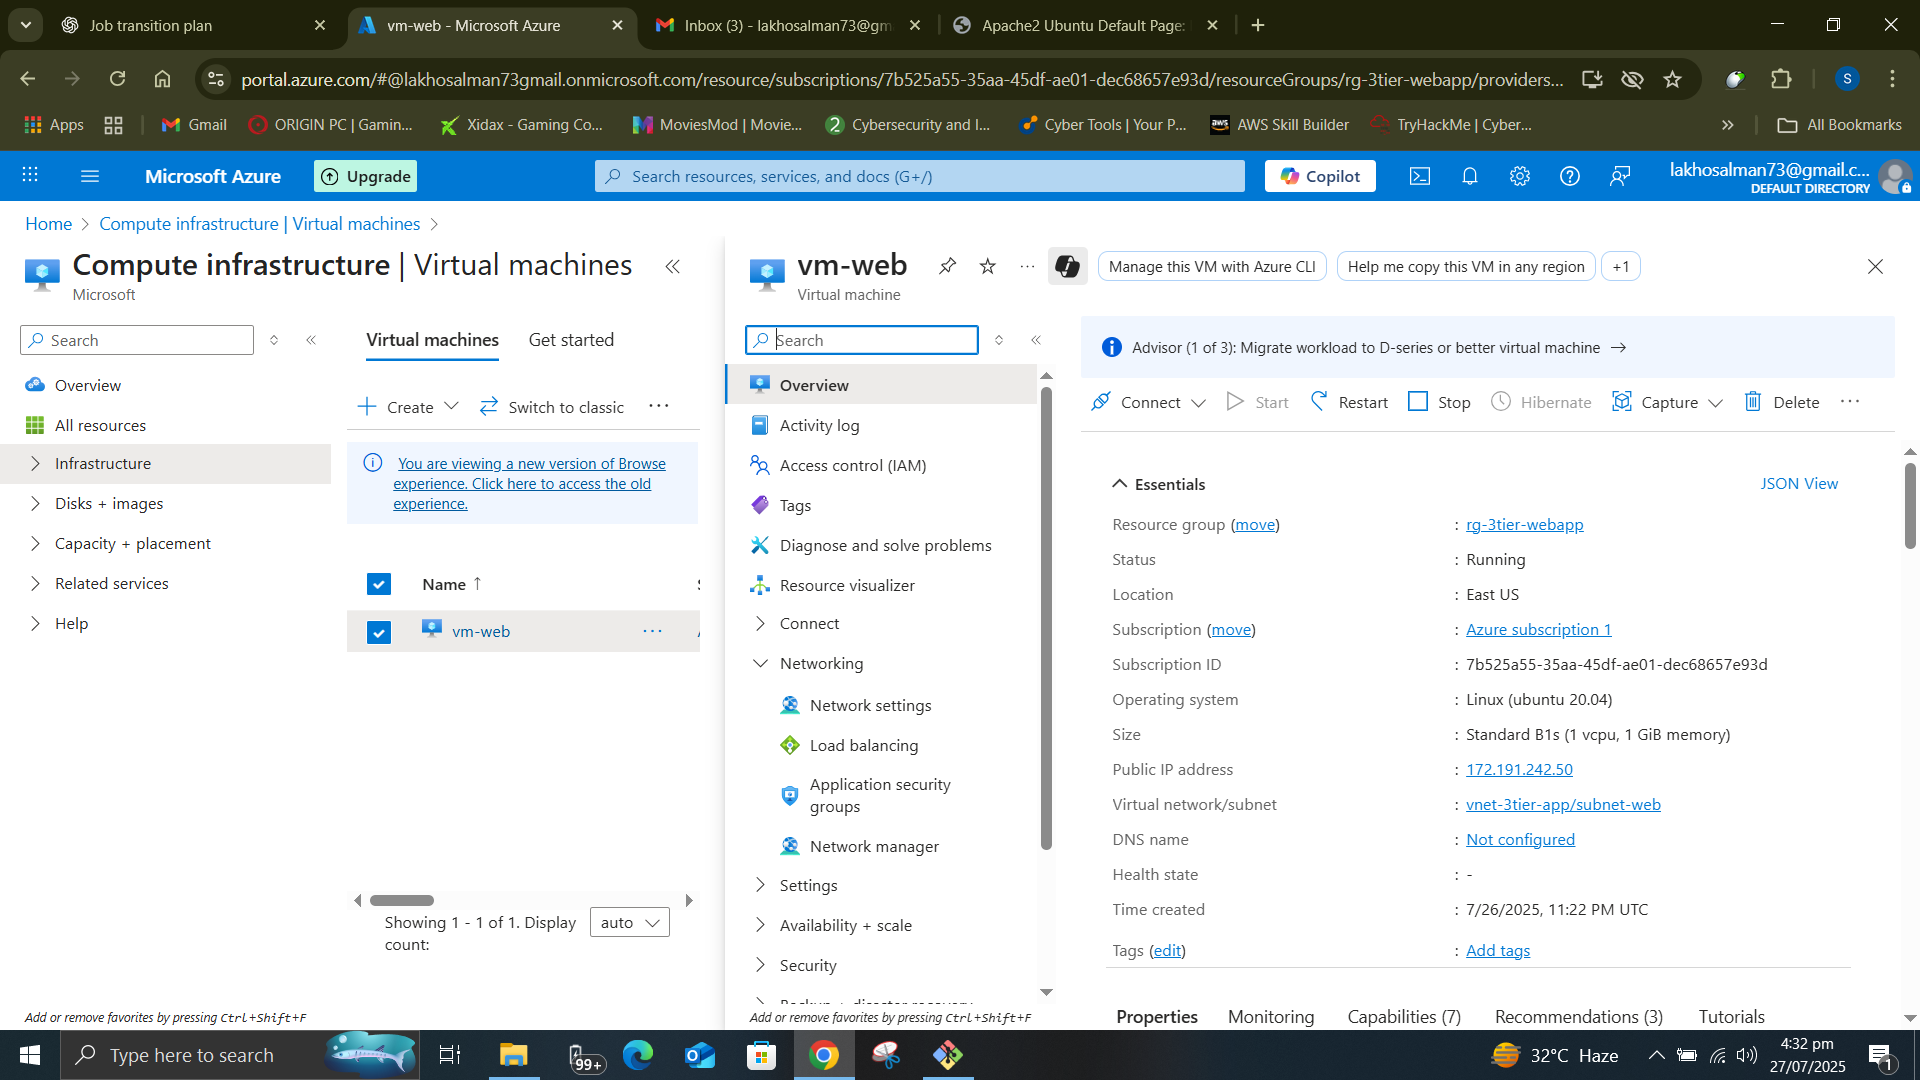 Job transition plan
vm-web - Microsoft Azure
Inbox (3) - lakhosalman73@gm
Apache2 Ubuntu Default Page:
portal.azure.com/#@lakhosalman73gmail.onmicrosoft.com/resource/subscriptions/7b525a55-35aa-45df-ae01-dec68657e93d/resourceGroups/rg-3tier-webapp/providers...
S
Apps
Gmail
ORIGIN PC | Gamin...
Xidax - Gaming Co...
MoviesMod | Movie...
Cybersecurity and I...
Cyber Tools | Your P...
AWS Skill Builder
TryHackMe | Cyber...
All Bookmarks
Microsoft Azure
Upgrade
Search resources, services, and docs (G+/)
Copilot
lakhosalman73@gmail.c...
DEFAULT DIRECTORY
Home
Compute infrastructure | Virtual machines
Compute infrastructure | Virtual machines
Microsoft
Search
Overview
All resources
Infrastructure
Disks + images
Capacity + placement
Related services
Help
Add or remove favorites by pressing Ctrl+Shift+F
Virtual machines
Get started
Create
Switch to classic
You are viewing a new version of Browse
experience. Click here to access the old
experience.
Name ↑
vm-web
Showing 1 - 1 of 1. Display
count:
auto
vm-web
Virtual machine
Manage this VM with Azure CLI
Help me copy this VM in any region
+1
Search
Overview
Activity log
Access control (IAM)
Tags
Diagnose and solve problems
Resource visualizer
Connect
Networking
Network settings
Load balancing
Application security
groups
Network manager
Settings
Availability + scale
Security
Backup + disaster recovery
Add or remove favorites by pressing Ctrl+Shift+F
Advisor (1 of 3): Migrate workload to D-series or better virtual machine →
Connect
Start
Restart
Stop
Hibernate
Capture
Delete
Essentials
JSON View
Resource group (move) : rg-3tier-webapp
Status : Running
Location : East US
Subscription (move) : Azure subscription 1
Subscription ID : 7b525a55-35aa-45df-ae01-dec68657e93d
Operating system : Linux (ubuntu 20.04)
Size : Standard B1s (1 vcpu, 1 GiB memory)
Public IP address : 172.191.242.50
Virtual network/subnet : vnet-3tier-app/subnet-web
DNS name : Not configured
Health state : -
Time created : 7/26/2025, 11:22 PM UTC
Tags (edit) : Add tags
Properties
Monitoring
Capabilities (7)
Recommendations (3)
Tutorials
Type here to search
99+
32°C Haze
4:32 pm
27/07/2025
1